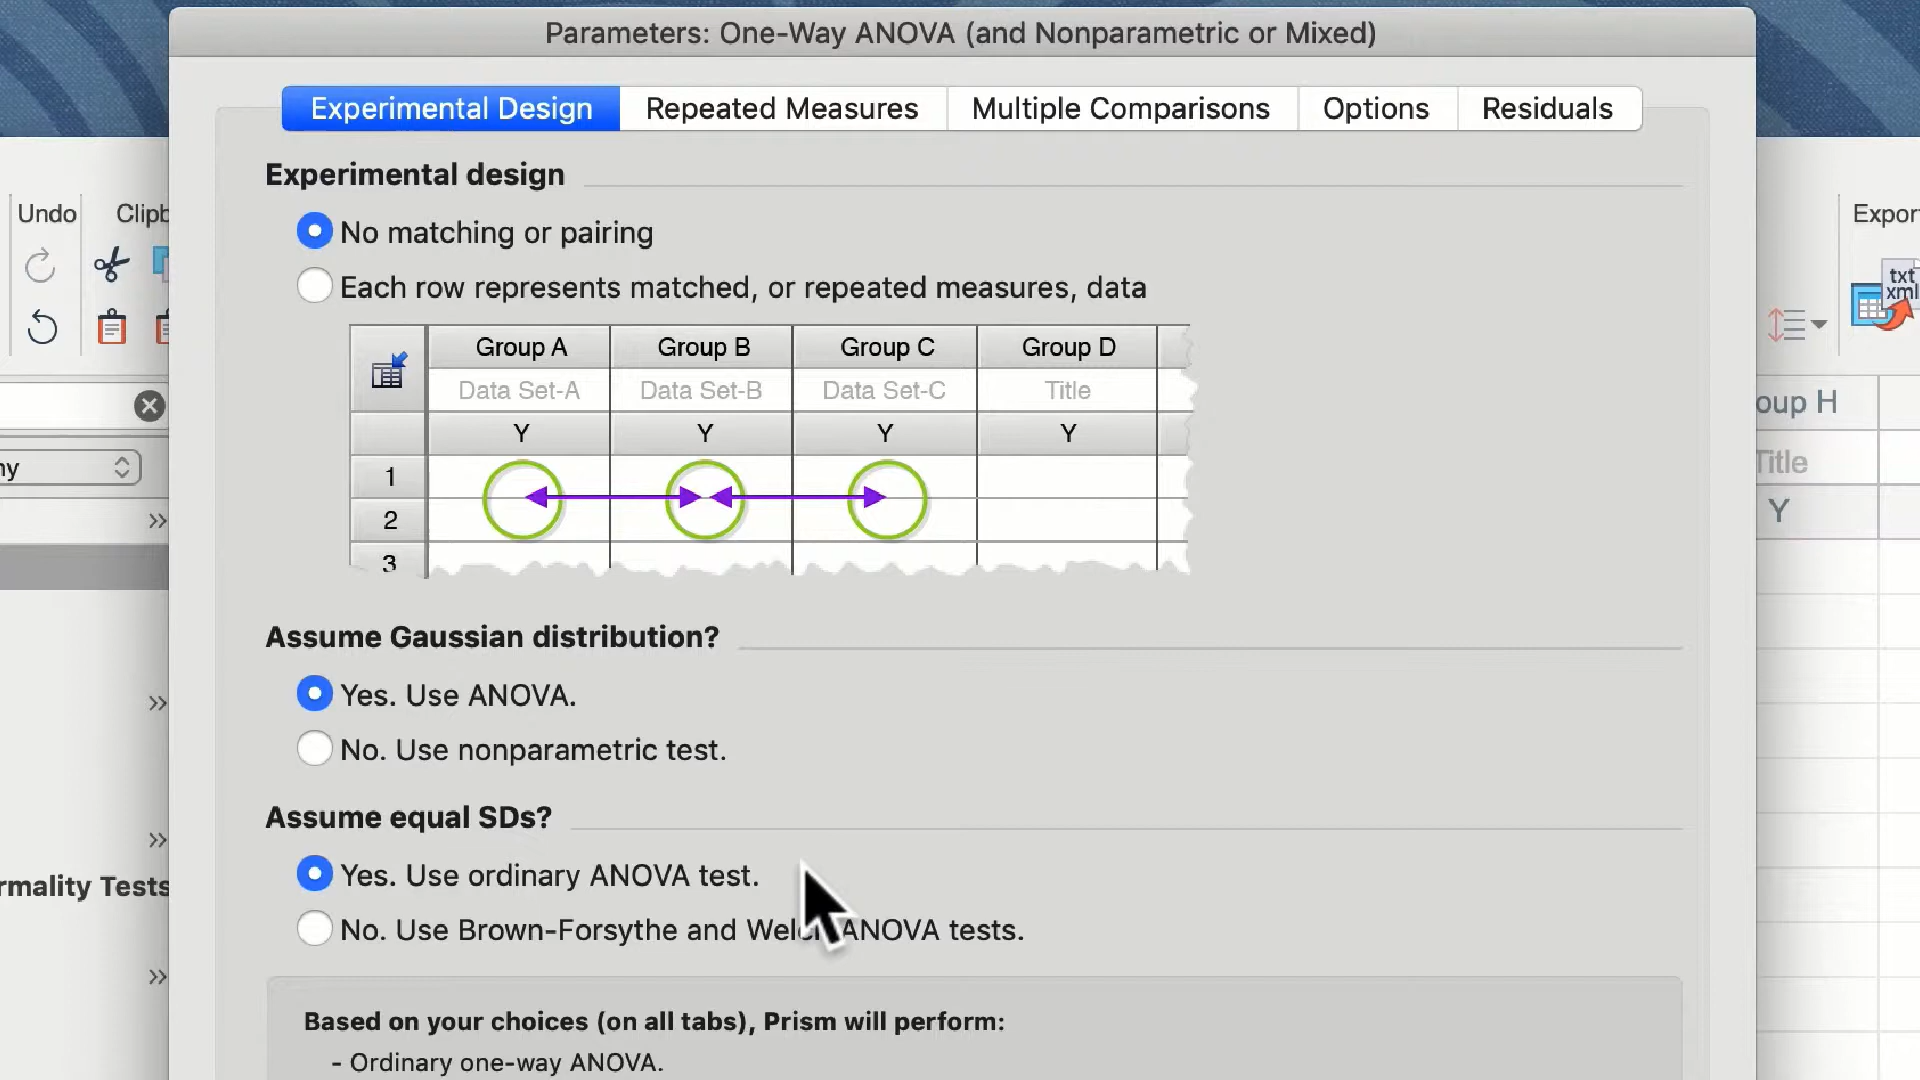 Parameters: One-Way ANOVA (and Nonparametric or Mixed)
Experimental Design Repeated Measures Multiple Comparisons Options Residuals
Experimental design
Undo
No matching or pairing
Each row represents matched, or repeated measures, data
txt
xml
Group A Group B Group C Group D
Data Set-A Data Set-B Data Set-C Title
Y Y Y Y
1
2
3
H
Title
Y
Assume Gaussian distribution?
Yes. Use ANOVA.
No. Use nonparametric test.
Assume equal SDs?
Yes. Use ordinary ANOVA test.
Tests
No. Use Brown-Forsythe and ANOVA tests.
Based on your choices (on all tabs), Prism will perform:
- Ordinary one-way ANOVA.